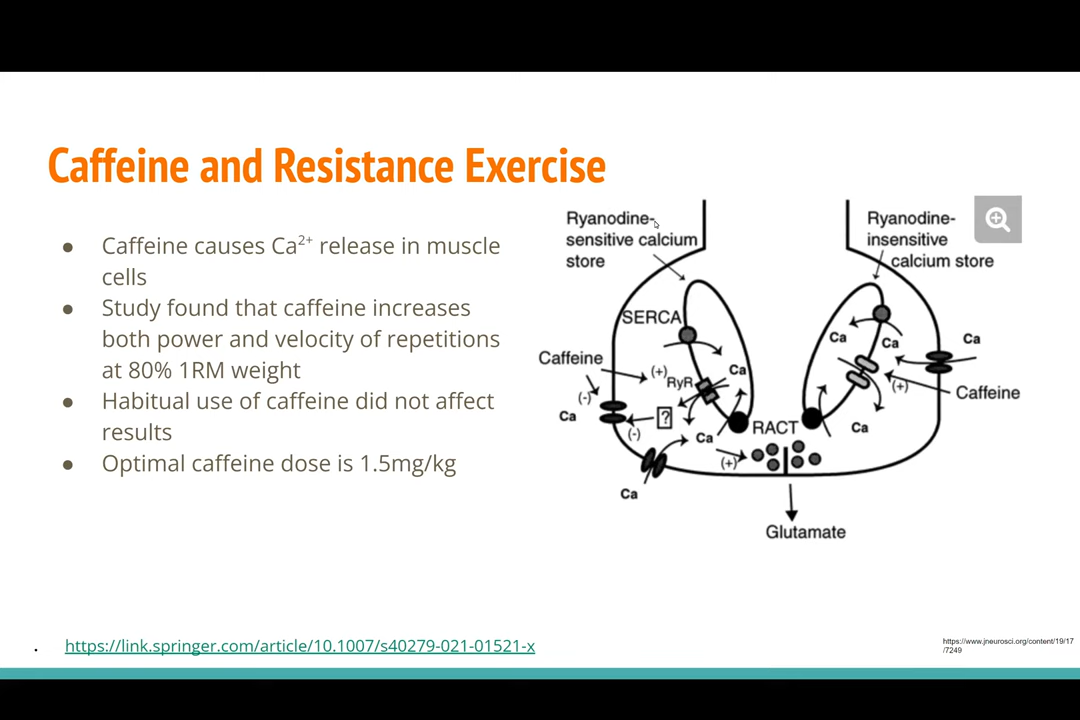 Caffeine and Resistance Exercise
● Caffeine causes Ca2+ release in muscle
cells
● Study found that caffeine increases
both power and velocity of repetitions
at 80% 1RM weight
● Habitual use of caffeine did not affect
results
● Optimal caffeine dose is 1.5mg/kg
Ryanodine-
sensitive calcium
store
Ryanodine-
insensitive
calcium store
SERCA
Caffeine
(+)
RyR
Ca
(-)
Ca
?
(-)
Ca
(+)
Ca
RACT
Ca
Ca
Ca
(+)
Caffeine
Ca
Glutamate
. https://link.springer.com/article/10.1007/s40279-021-01521-x
https://www.jneurosci.org/content/19/17
/7249